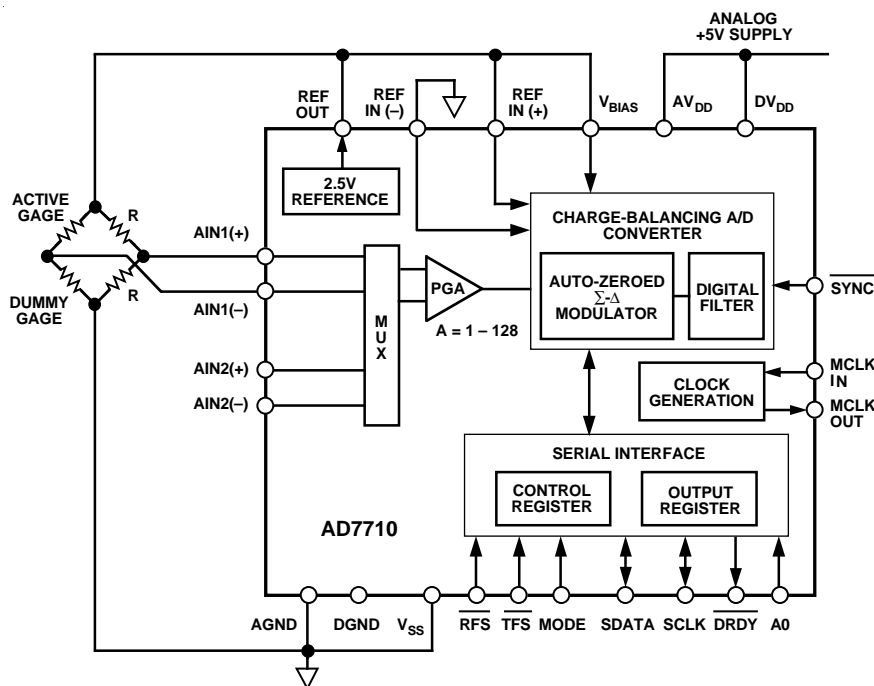 ANALOG
+5V SUPPLY
REF
OUT
REF
IN (–)
REF
IN (+)
VBIAS
AVDD
DVDD
2.5V
REFERENCE
ACTIVE
GAGE
R
DUMMY
GAGE
R
AIN1(+)
AIN1(–)
AIN2(+)
AIN2(–)
MUX
PGA
A = 1 – 128
CHARGE-BALANCING A/D
CONVERTER
AUTO-ZEROED
Σ-Δ
MODULATOR
DIGITAL
FILTER
SYNC
CLOCK
GENERATION
MCLK
IN
MCLK
OUT
SERIAL INTERFACE
CONTROL
REGISTER
OUTPUT
REGISTER
AD7710
AGND
DGND
VSS
RFS
TFS
MODE
SDATA
SCLK
DRDY
A0